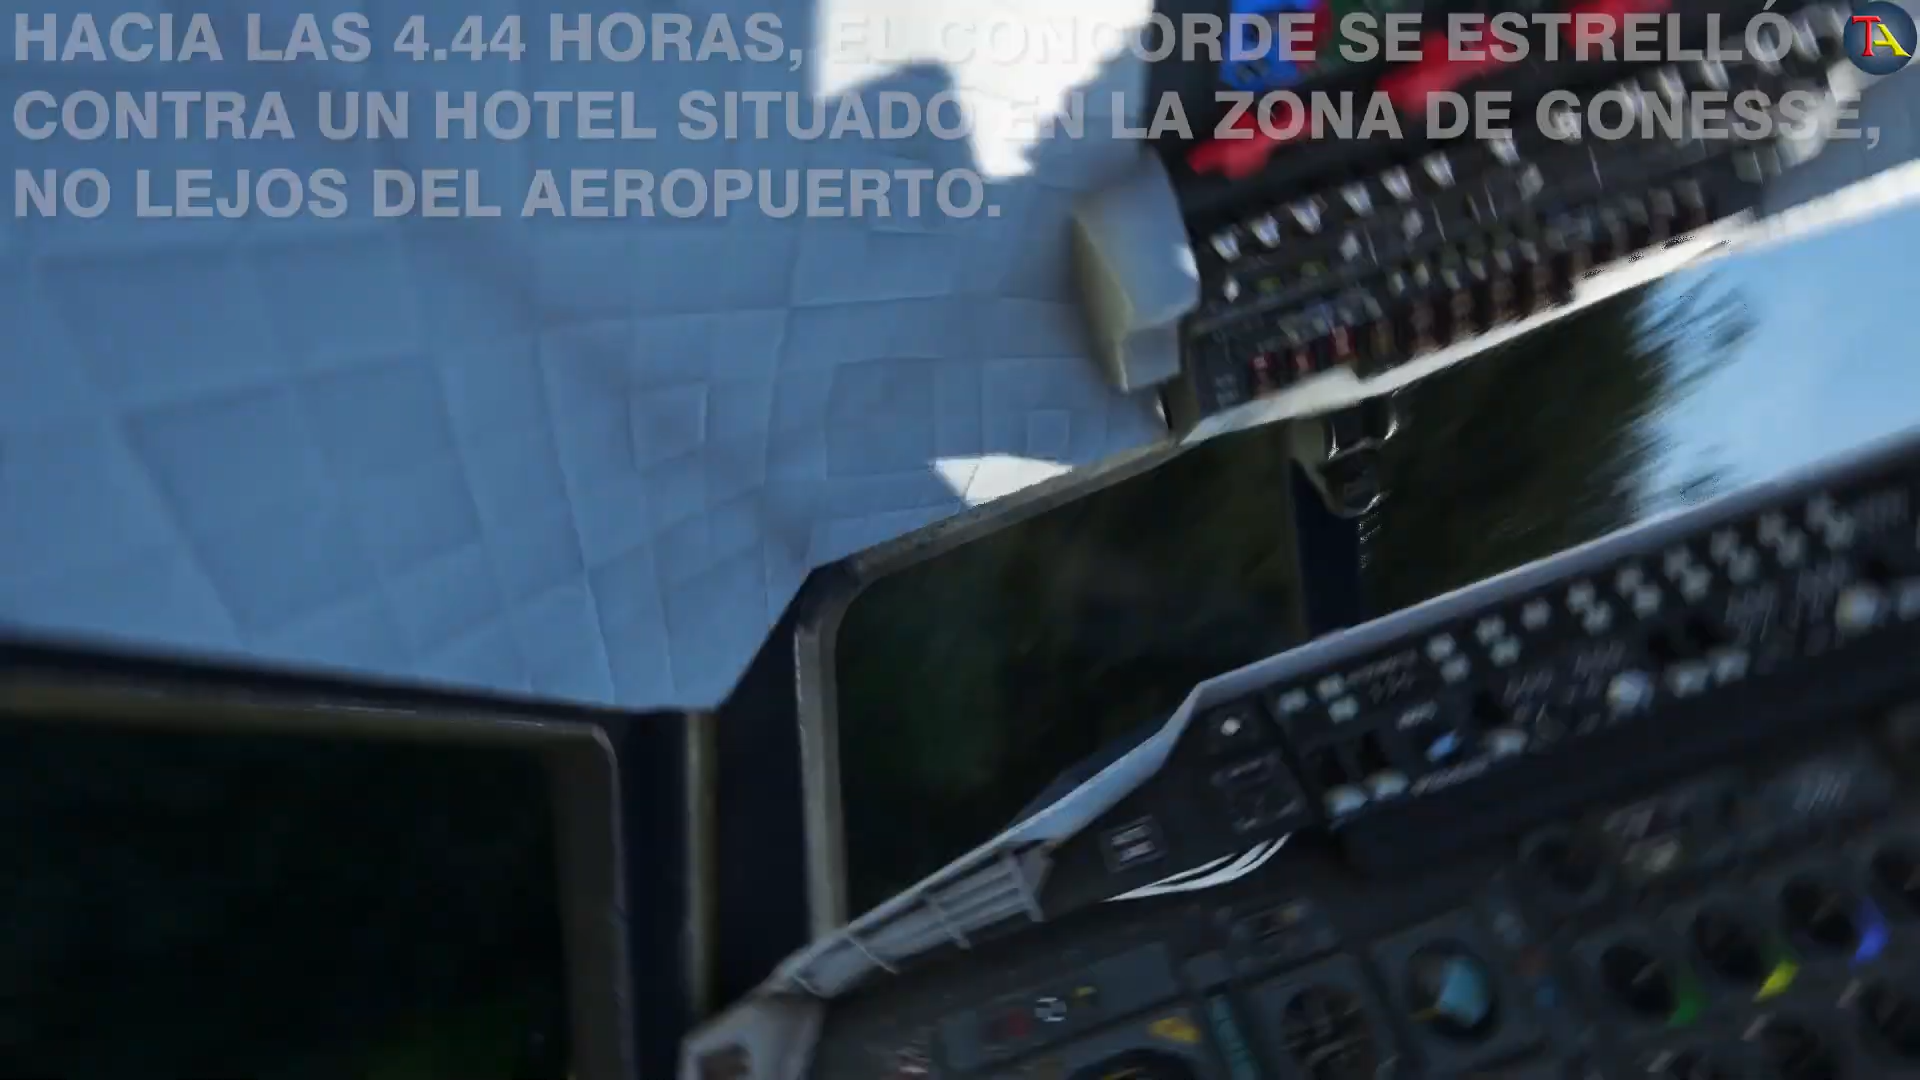 HACIA LAS 4.44 HORAS, EL CONCORDE SE ESTRELLÓ
CONTRA UN HOTEL SITUADO EN LA ZONA DE GONESSE,
NO LEJOS DEL AEROPUERTO.
TA